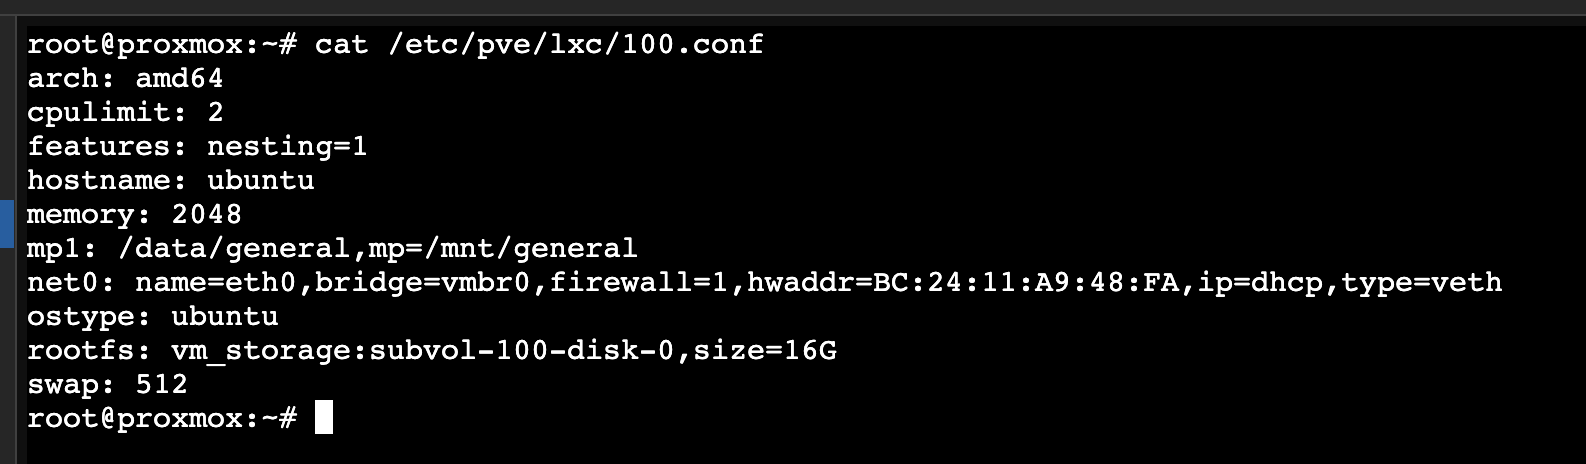 root@proxmox:~# cat /etc/pve/lxc/100.conf
arch: amd64
cpulimit: 2
features: nesting=1
hostname: ubuntu
memory: 2048
mp1: /data/general,mp=/mnt/general
net0: name=eth0,bridge=vmbr0,firewall=1,hwaddr=BC:24:11:A9:48:FA,ip=dhcp,type=veth
ostype: ubuntu
rootfs: vm_storage:subvol-100-disk-0,size=16G
swap: 512
root@proxmox:~#